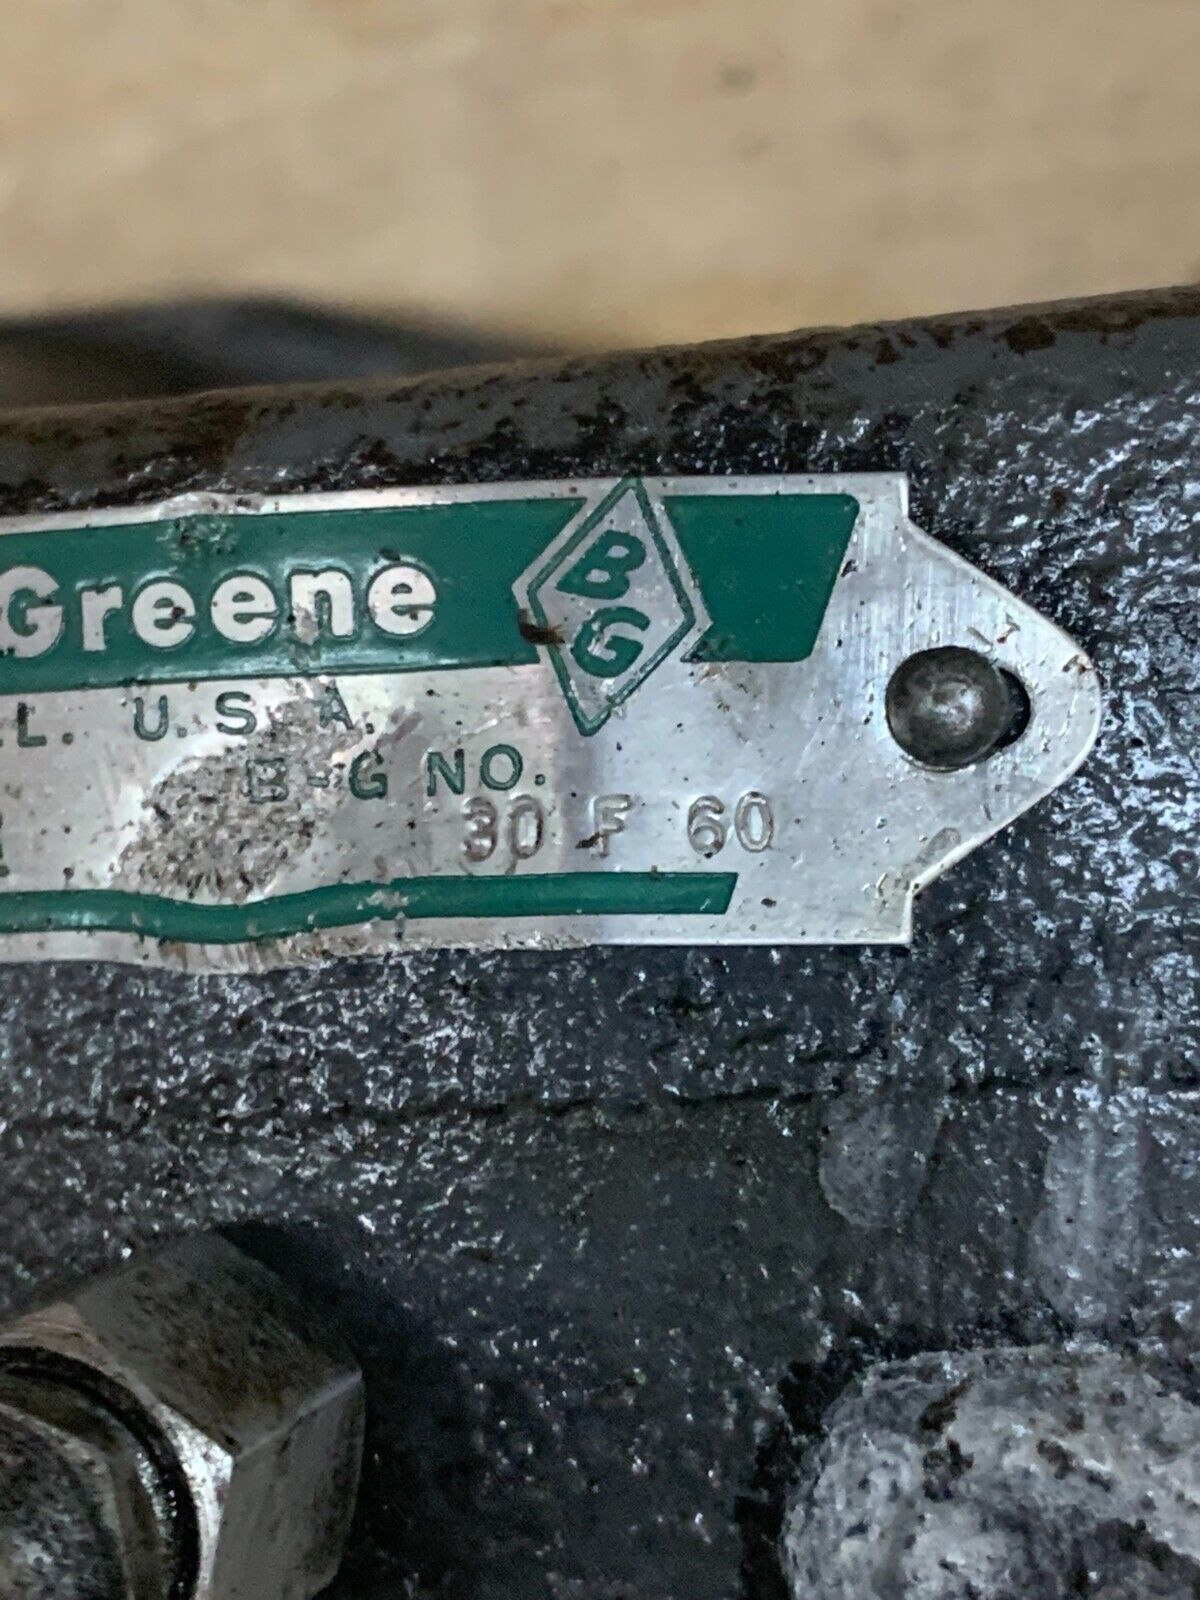 Greene
B
G
L. U.S.A.
B-G NO.
30 F 60